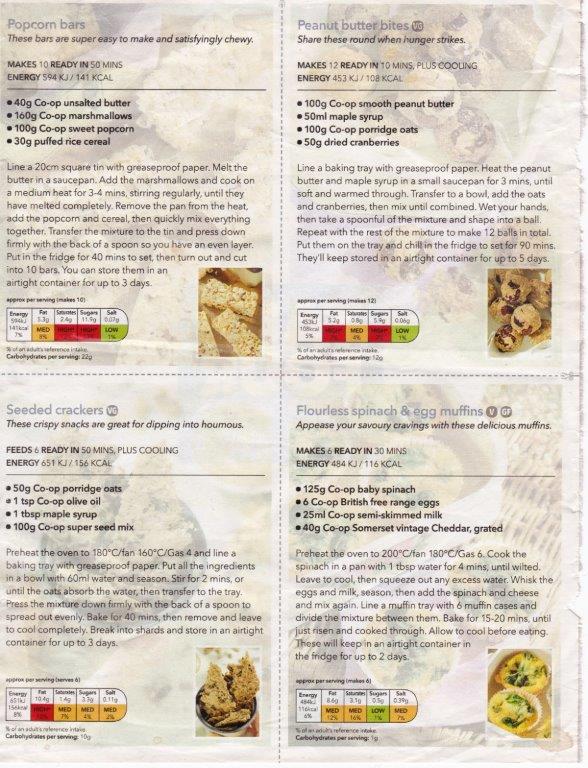 Popcorn bars
These bars are super easy to make and satisfyingly chewy.
MAKES 10 READY IN 50 MINS
ENERGY 594 KJ / 141 KCAL
• 40g Co-op unsalted butter
• 160g Co-op marshmallows
• 100g Co-op sweet popcorn
• 30g puffed rice cereal
Line a 20cm square tin with greaseproof paper. Melt the
butter in a saucepan. Add the marshmallows and cook on
a medium heat for 3-4 mins, stirring regularly, until they
have melted completely. Remove the pan from the heat,
add the popcorn and cereal, then quickly mix everything
together. Transfer the mixture to the tin and press down
firmly with the back of a spoon so you have an even layer.
Put in the fridge for 40 mins to set, then turn out and cut
into 10 bars. You can store them in an
airtight container for up to 3 days.
approx per serving (makes 10)
Energy Fat Saturates Sugars Salt
594kJ 5.3g 2.4g 11.9g 0.07g
141kcal MED HIGH HIGH LOW
7% 1%
% of an adult's reference intake.
Carbohydrates per serving: 22g
Peanut butter bites VG
Share these round when hunger strikes.
MAKES 12 READY IN 10 MINS, PLUS COOLING
ENERGY 453 KJ / 108 KCAL
• 100g Co-op smooth peanut butter
• 50ml maple syrup
• 100g Co-op porridge oats
• 50g dried cranberries
Line a baking tray with greaseproof paper. Heat the peanut
butter and maple syrup in a small saucepan for 3 mins, until
soft and warmed through. Transfer to a bowl, add the oats
and cranberries, then mix until combined. Wet your hands,
then take a spoonful of the mixture and shape into a ball.
Repeat with the rest of the mixture to make 12 balls in total.
Put them on the tray and chill in the fridge to set for 90 mins.
They'll keep stored in an airtight container for up to 5 days.
approx per serving (makes 12)
Energy Fat Saturates Sugars Salt
453kJ 5.2g 0.8g 5.9g 0.06g
108kcal HIGH MED HIGH LOW
5% 4% 1%
% of an adult's reference intake.
Carbohydrates per serving: 12g
Seeded crackers VG
These crispy snacks are great for dipping into houmous.
FEEDS 6 READY IN 50 MINS, PLUS COOLING
ENERGY 651 KJ / 156 KCAL
• 50g Co-op porridge oats
• 1 tsp Co-op olive oil
• 1 tbsp maple syrup
• 100g Co-op super seed mix
Preheat the oven to 180°C/fan 160°C/Gas 4 and line a
baking tray with greaseproof paper. Put all the ingredients
in a bowl with 60ml water and season. Stir for 2 mins, or
until the oats absorb the water, then transfer to the tray.
Press the mixture down firmly with the back of a spoon to
spread out evenly. Bake for 40 mins, then remove and leave
to cool completely. Break into shards and store in an airtight
container for up to 3 days.
approx per serving (serves 6)
Energy Fat Saturates Sugars Salt
651kJ 10.4g 1.4g 3.3g 0.11g
156kcal HIGH MED MED MED
8% 7% 4% 2%
% of an adult's reference intake.
Carbohydrates per serving: 10g
Flourless spinach & egg muffins V GF
Appease your savoury cravings with these delicious muffins.
MAKES 6 READY IN 30 MINS
ENERGY 484 KJ / 116 KCAL
• 125g Co-op baby spinach
• 6 Co-op British free range eggs
• 25ml Co-op semi-skimmed milk
• 40g Co-op Somerset vintage Cheddar, grated
Preheat the oven to 200°C/fan 180°C/Gas 6. Cook the
spinach in a pan with 1 tbsp water for 4 mins, until wilted.
Leave to cool, then squeeze out any excess water. Whisk the
eggs and milk, season, then add the spinach and cheese
and mix again. Line a muffin tray with 6 muffin cases and
divide the mixture between them. Bake for 15-20 mins, until
just risen and cooked through. Allow to cool before eating.
These will keep in an airtight container in
the fridge for up to 2 days.
approx per serving (makes 6)
Energy Fat Saturates Sugars Salt
484kJ 8.6g 3.1g 0.5g 0.39g
116kcal MED MED LOW MED
6% 12% 16% 1% 7%
% of an adult's reference intake.
Carbohydrates per serving: 1g